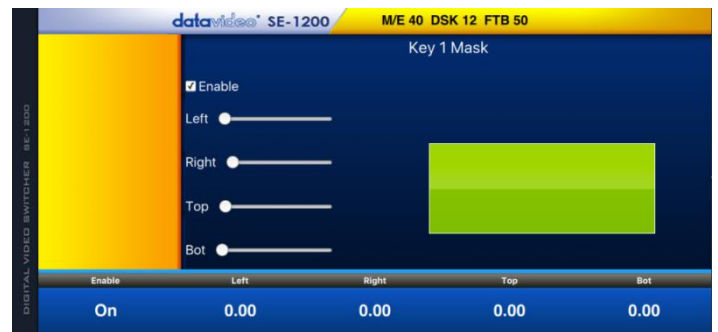 datavideo® SE-1200
M/E 40 DSK 12 FTB 50
Key 1 Mask
Enable
Left
Right
Top
Bot
DIGITAL VIDEO SWITCHER SE-1200
Enable Left Right Top Bot
On 0.00 0.00 0.00 0.00